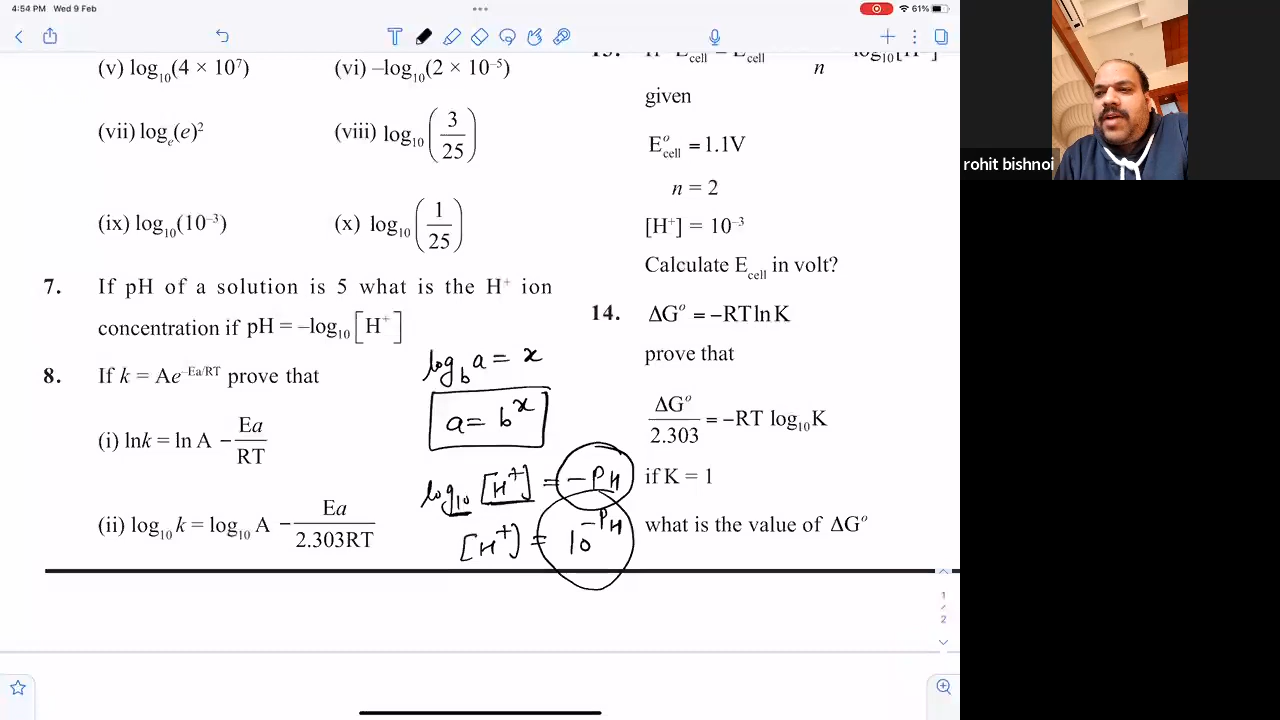 4:54 PM Wed 9 Feb
61%
(v) log₁₀(4 × 10⁷)
(vi) –log₁₀(2 × 10⁻⁵)
(vii) logₑ(e)²
(viii) log₁₀(3/25)
(ix) log₁₀(10⁻³)
(x) log₁₀(1/25)
7. If pH of a solution is 5 what is the H⁺ ion
concentration if pH = –log₁₀[H⁺]
8. If k = Ae^(–Ea/RT) prove that
(i) lnk = ln A – Ea/RT
(ii) log₁₀ k = log₁₀ A – Ea/2.303RT
log_b a = x
a = b^x
log₁₀ [H⁺] = –PH
[H⁺] = 10^(–PH)
n
given
E°cell = 1.1V
n = 2
[H⁺] = 10⁻³
Calculate Ecell in volt?
14. ΔG° = –RT ln K
prove that
ΔG°/2.303 = –RT log₁₀K
if K = 1
what is the value of ΔG°
1
/
2
rohit bishnoi